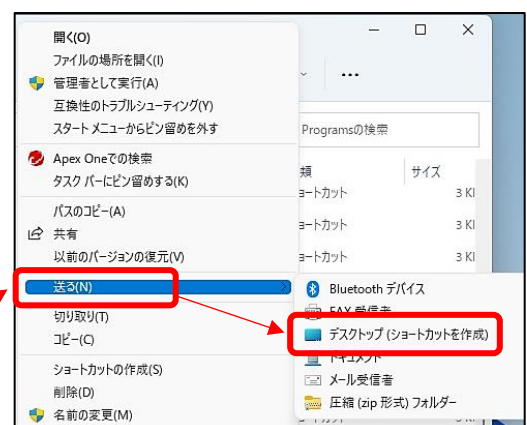 開く(O)
ファイルの場所を開く(I)
管理者として実行(A)
互換性のトラブルシューティング(Y)
スタート メニューからピン留めを外す
Apex Oneでの検索
タスク バーにピン留めする(K)
パスのコピー(A)
共有
以前のバージョンの復元(V)
送る(N)
切り取り(T)
コピー(C)
ショートカットの作成(S)
削除(D)
名前の変更(M)
Programsの検索
類
サイズ
ョートカット
3 KI
ョートカット
3 KI
ョートカット
3 KI
Bluetooth デバイス
FAX 受信者
デスクトップ (ショートカットを作成)
ドキュメント
メール受信者
圧縮 (zip 形式) フォルダー